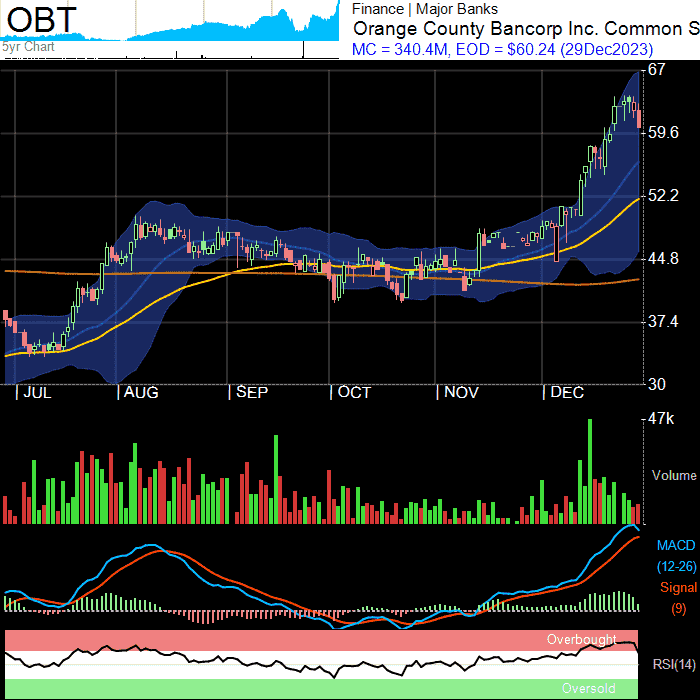 OBT
5yr Chart
Finance | Major Banks
Orange County Bancorp Inc. Common S
MC = 340.4M, EOD = $60.24 (29Dec2023)
67
59.6
52.2
44.8
37.4
30
JUL AUG SEP OCT NOV DEC
47k
Volume
MACD
(12-26)
Signal
(9)
Overbought
RSI(14)
Oversold